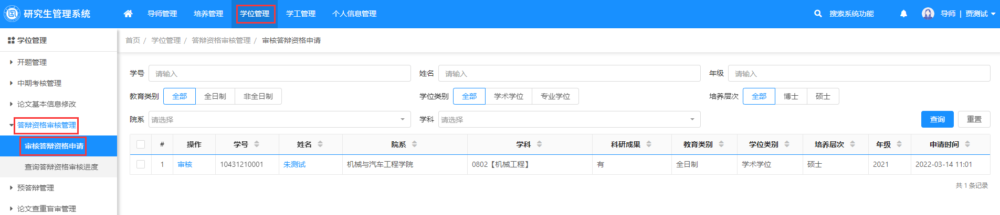 研究生管理系统 导师管理 培养管理 学位管理 学工管理 个人信息管理 搜索系统功能 导师 | 贾测试
学位管理
首页 / 学位管理 / 答辩资格审核管理 / 审核答辩资格申请
开题管理
中期考核管理
论文基本信息修改
答辩资格审核管理
审核答辩资格申请
查询答辩资格审核进度
预答辩管理
论文查重盲审管理
学号 请输入 姓名 请输入 年级 请输入
教育类别 全部 全日制 非全日制 学位类别 全部 学术学位 专业学位 培养层次 全部 博士 硕士
院系 请选择 学科 请选择 查询 重置
# 操作 学号 姓名 院系 学科 科研成果 教育类别 学位类别 培养层次 年级 申请时间
1 审核 10431210001 朱测试 机械与汽车工程学院 0802【机械工程】 有 全日制 学术学位 硕士 2021 2022-03-14 11:01
共 1 条记录